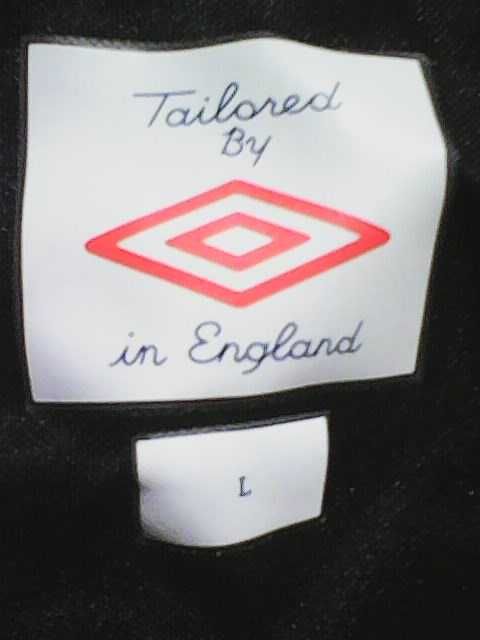 Tailored
By
in England
L